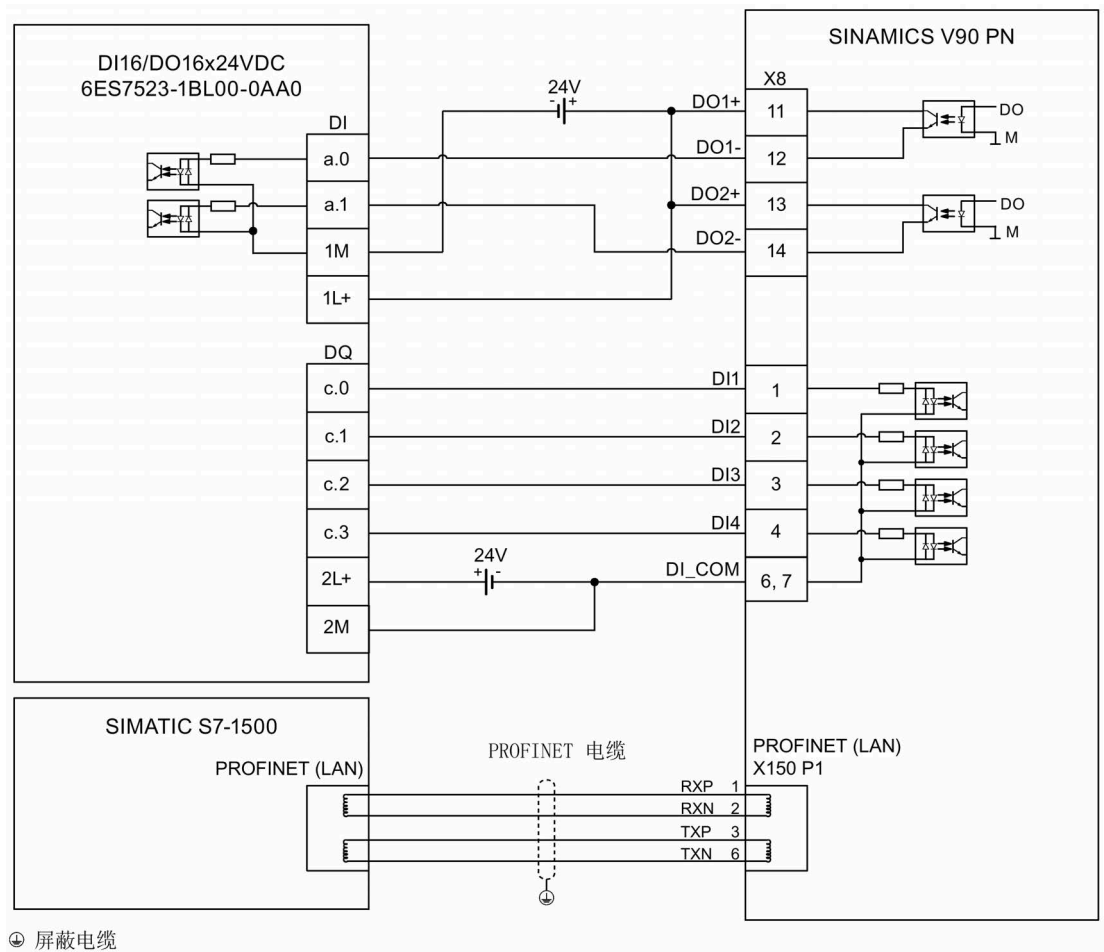 DI16/DO16x24VDC
6ES7523-1BL00-0AA0
SINAMICS V90 PN
24V
- +
X8
DI
DO1+
11
DO
M
a.0
DO1-
12
a.1
DO2+
13
DO
M
1M
DO2-
14
1L+
DQ
c.0
DI1
1
c.1
DI2
2
c.2
DI3
3
c.3
DI4
4
24V
+ -
2L+
DI_COM
6, 7
2M
SIMATIC S7-1500
PROFINET (LAN)
PROFINET 电缆
PROFINET (LAN)
X150 P1
RXP 1
RXN 2
TXP 3
TXN 6
屏蔽电缆